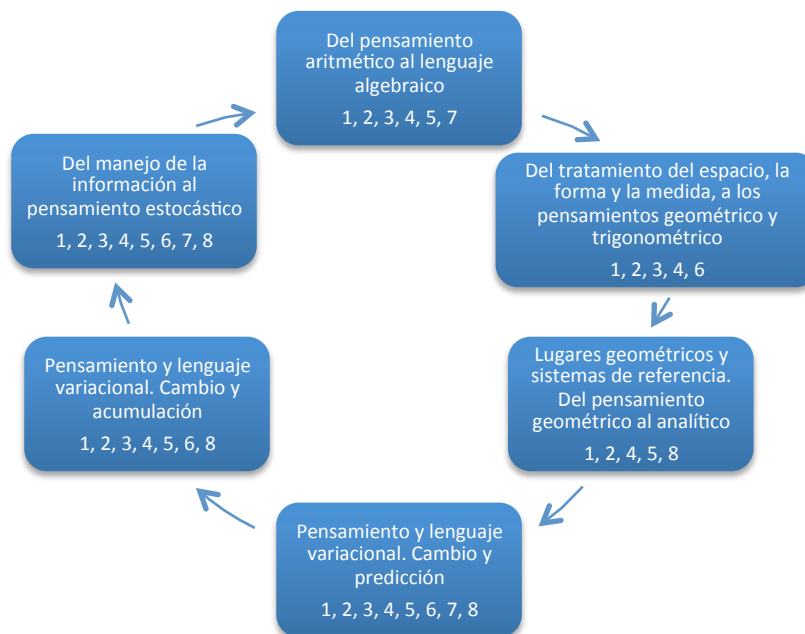 Del pensamiento
aritmético al lenguaje
algebraico
1, 2, 3, 4, 5, 7
Del tratamiento del espacio, la
forma y la medida, a los
pensamientos geométrico y
trigonométrico
1, 2, 3, 4, 6
Lugares geométricos y
sistemas de referencia.
Del pensamiento
geométrico al analítico
1, 2, 4, 5, 8
Pensamiento y lenguaje
variacional. Cambio y
predicción
1, 2, 3, 4, 5, 6, 7, 8
Pensamiento y lenguaje
variacional. Cambio y
acumulación
1, 2, 3, 4, 5, 6, 8
Del manejo de la
información al
pensamiento estocástico
1, 2, 3, 4, 5, 6, 7, 8